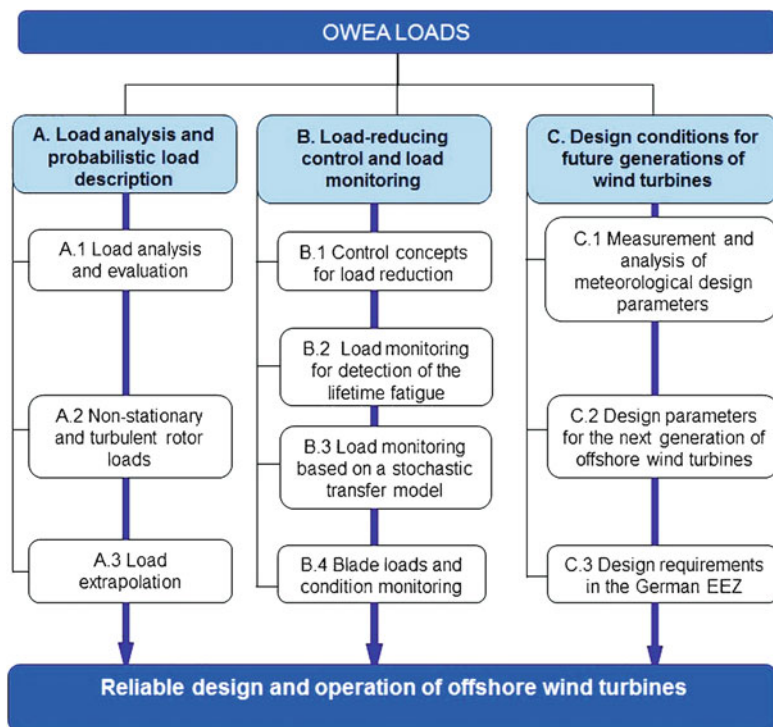 OWEA LOADS
A. Load analysis and
probabilistic load
description
A.1 Load analysis
and evaluation
A.2 Non-stationary
and turbulent rotor
loads
A.3 Load
extrapolation
B. Load-reducing
control and load
monitoring
B.1 Control concepts
for load reduction
B.2 Load monitoring
for detection of the
lifetime fatigue
B.3 Load monitoring
based on a stochastic
transfer model
B.4 Blade loads and
condition monitoring
C. Design conditions for
future generations of
wind turbines
C.1 Measurement and
analysis of
meteorological design
parameters
C.2 Design parameters
for the next generation of
offshore wind turbines
C.3 Design requirements
in the German EEZ
Reliable design and operation of offshore wind turbines